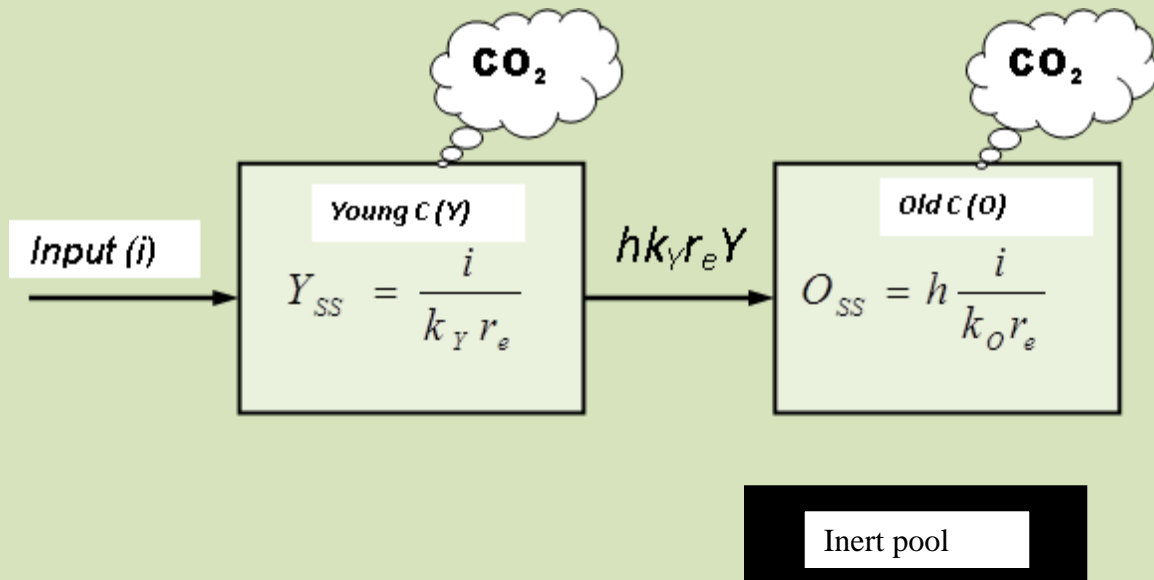 CO₂
CO₂
Young C (Y)
Old C (O)
Input (i)
hk_Y r_e Y
Y_SS = i / (k_Y r_e)
O_SS = h i / (k_O r_e)
Inert pool